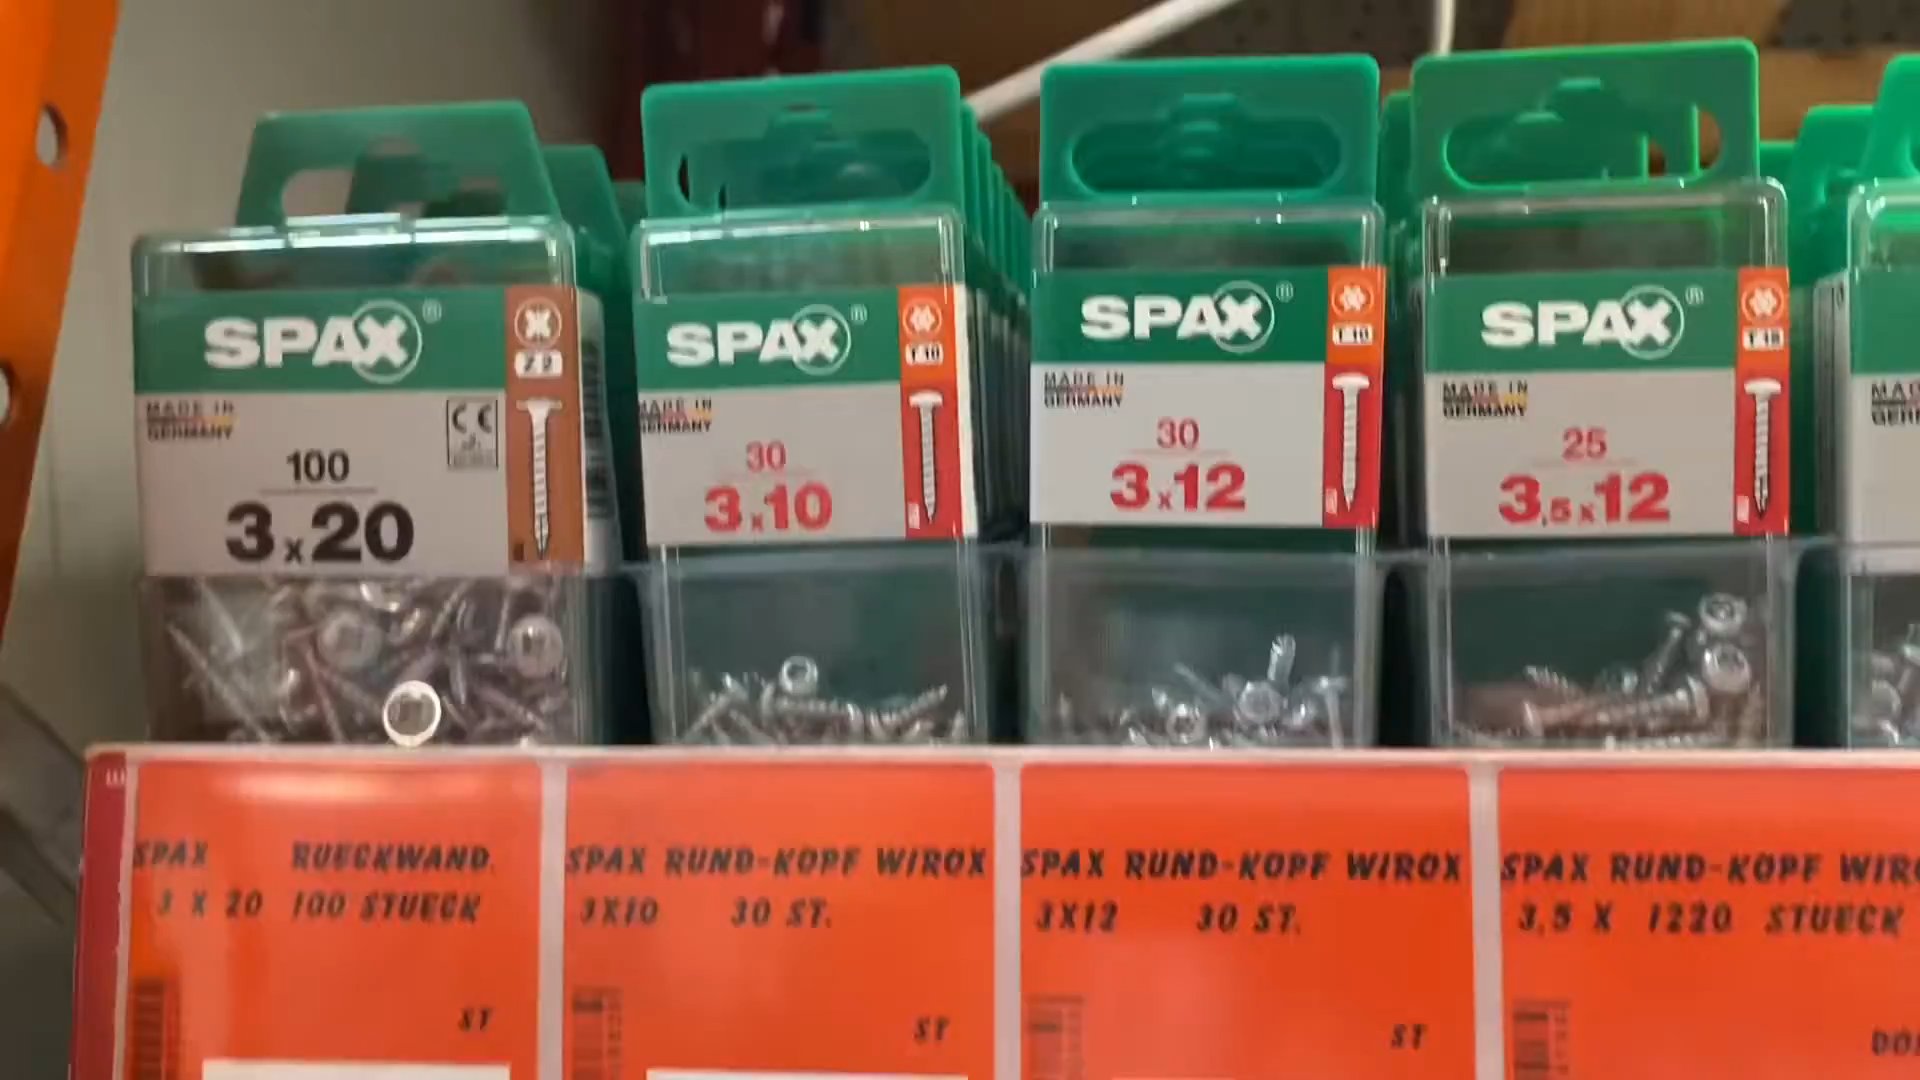 SPAX®
Z 2
MADE IN
GERMANY
CE
100
3x20
SPAX®
T 10
MADE IN
GERMANY
30
3x10
SPAX®
T 10
MADE IN
GERMANY
30
3x12
SPAX®
MADE IN
GERMANY
25
3,5x12
SPAX RUECKWAND.
3 X 20 100 STUECK
ST
SPAX RUND-KOPF WIROX
3X10 30 ST.
ST
SPAX RUND-KOPF WIROX
3X12 30 ST.
ST
SPAX RUND-KOPF WIRO
3,5 X 1220 STUECK